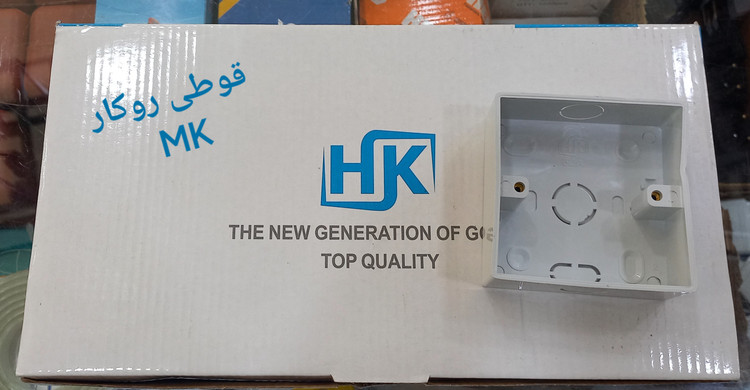 قوطی روکار
MK
HK
THE NEW GENERATION OF
TOP QUALITY